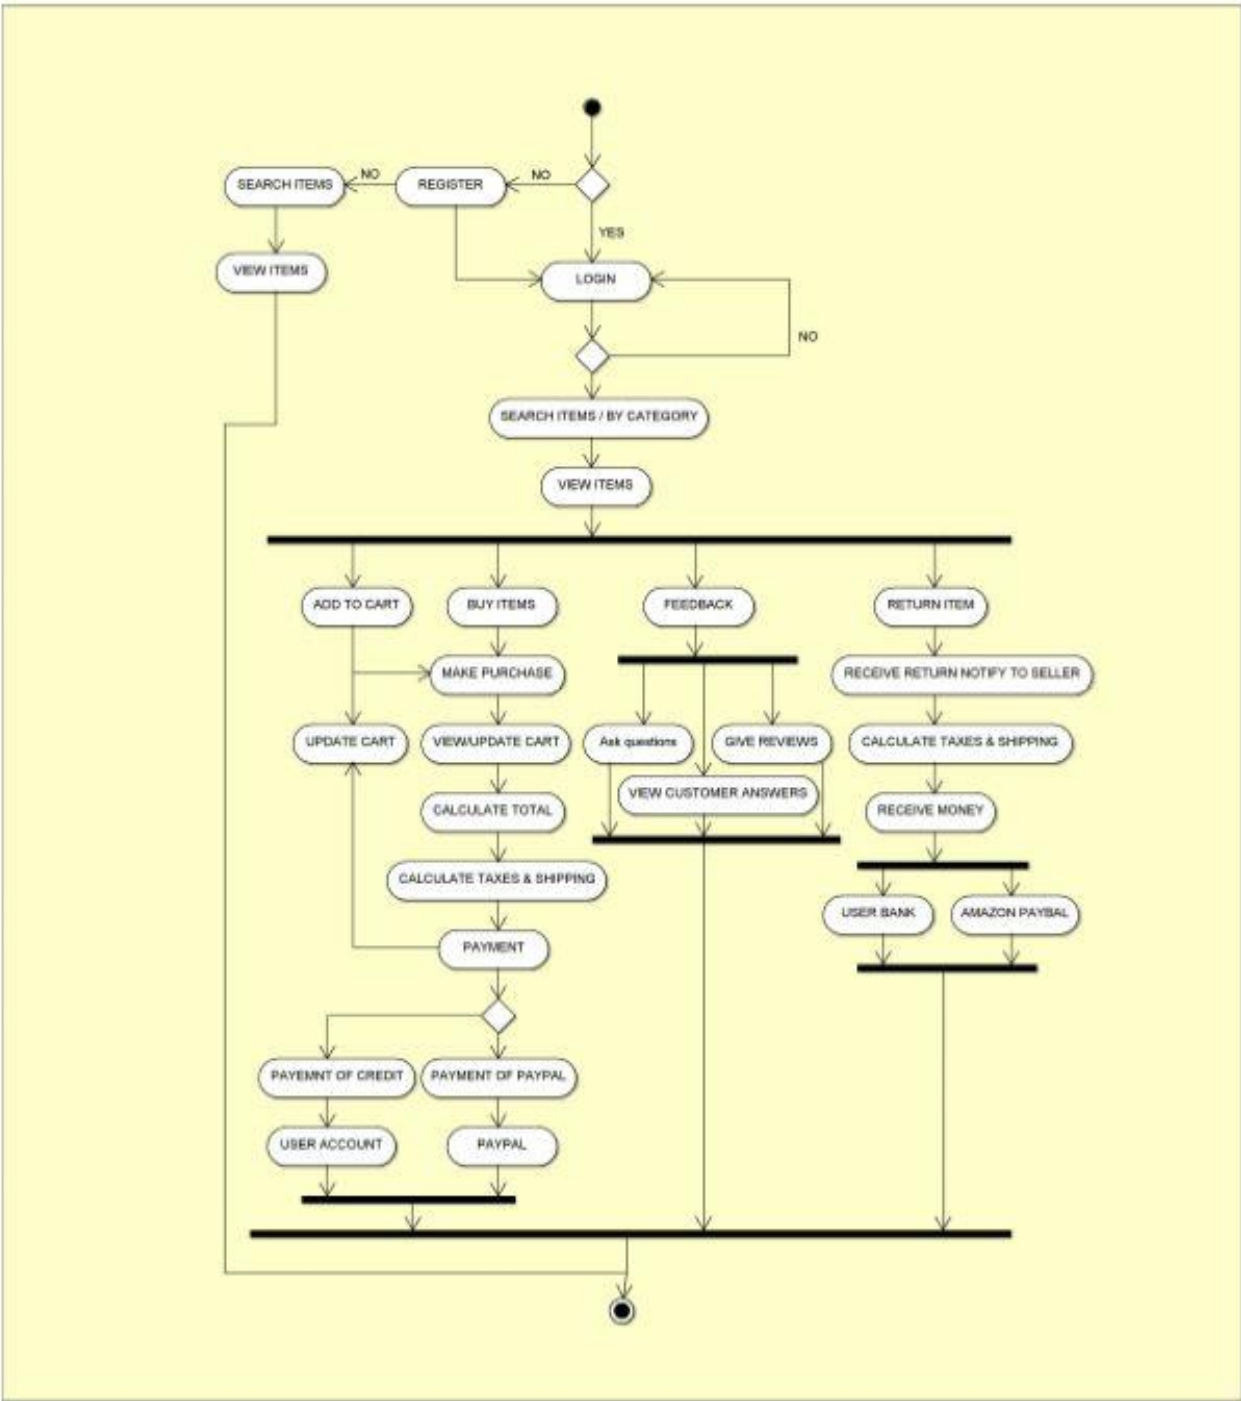 SEARCH ITEMS
NO
REGISTER
NO
YES
VIEW ITEMS
LOGIN
NO
SEARCH ITEMS / BY CATEGORY
VIEW ITEMS
ADD TO CART
BUY ITEMS
FEEDBACK
RETURN ITEM
MAKE PURCHASE
RECEIVE RETURN NOTIFY TO SELLER
UPDATE CART
VIEW/UPDATE CART
Ask questions
GIVE REVIEWS
CALCULATE TAXES & SHIPPING
VIEW CUSTOMER ANSWERS
CALCULATE TOTAL
RECEIVE MONEY
CALCULATE TAXES & SHIPPING
USER BANK
AMAZON PAYBAL
PAYMENT
PAYEMNT OF CREDIT
PAYMENT OF PAYPAL
USER ACCOUNT
PAYPAL